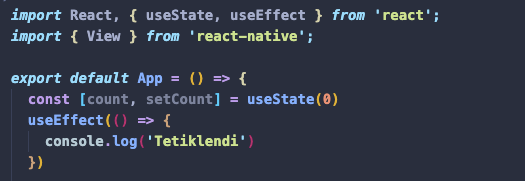 import React, { useState, useEffect } from 'react';
import { View } from 'react-native';
export default App = () => {
const [count, setCount] = useState(0)
useEffect(() => {
console.log('Tetiklendi')
})